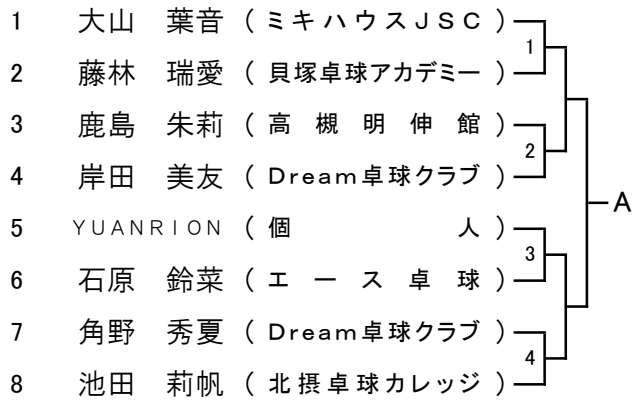 1 大山 葉音 （ミキハウスＪＳＣ）
1
2 藤林 瑞愛 （貝塚卓球アカデミー）
3 鹿島 朱莉 （高槻明伸館）
2
4 岸田 美友 （Ｄｒｅａｍ卓球クラブ）
A
5 ＹＵＡＮＲＩＯＮ （個人）
3
6 石原 鈴菜 （エース卓球）
7 角野 秀夏 （Ｄｒｅａｍ卓球クラブ）
4
8 池田 莉帆 （北摂卓球カレッジ）